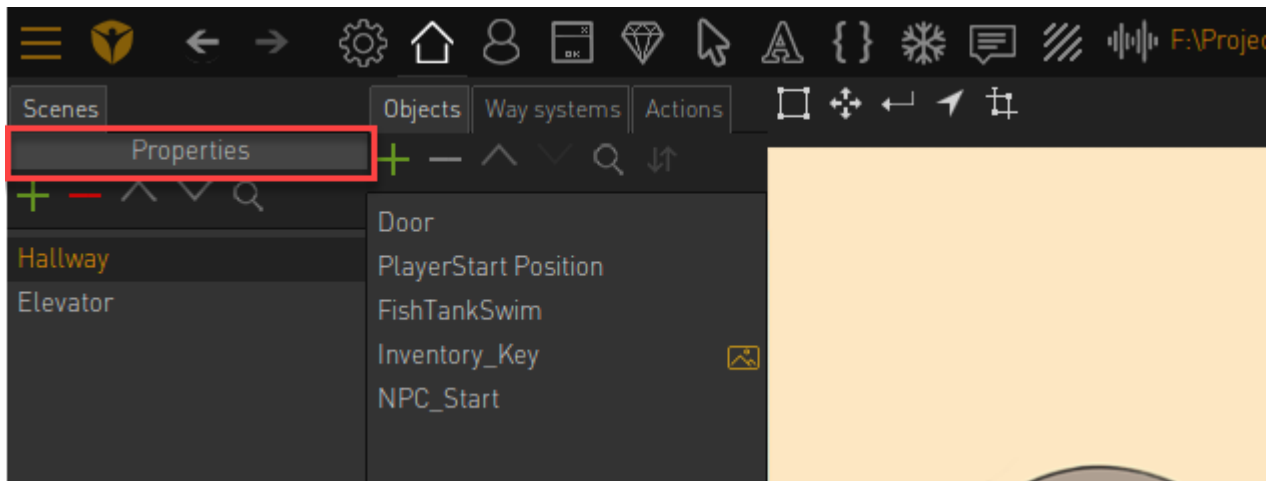 F:\Projec
Scenes
Objects Way systems Actions
Properties
Door
PlayerStart Position
FishTankSwim
Inventory_Key
NPC_Start
Hallway
Elevator